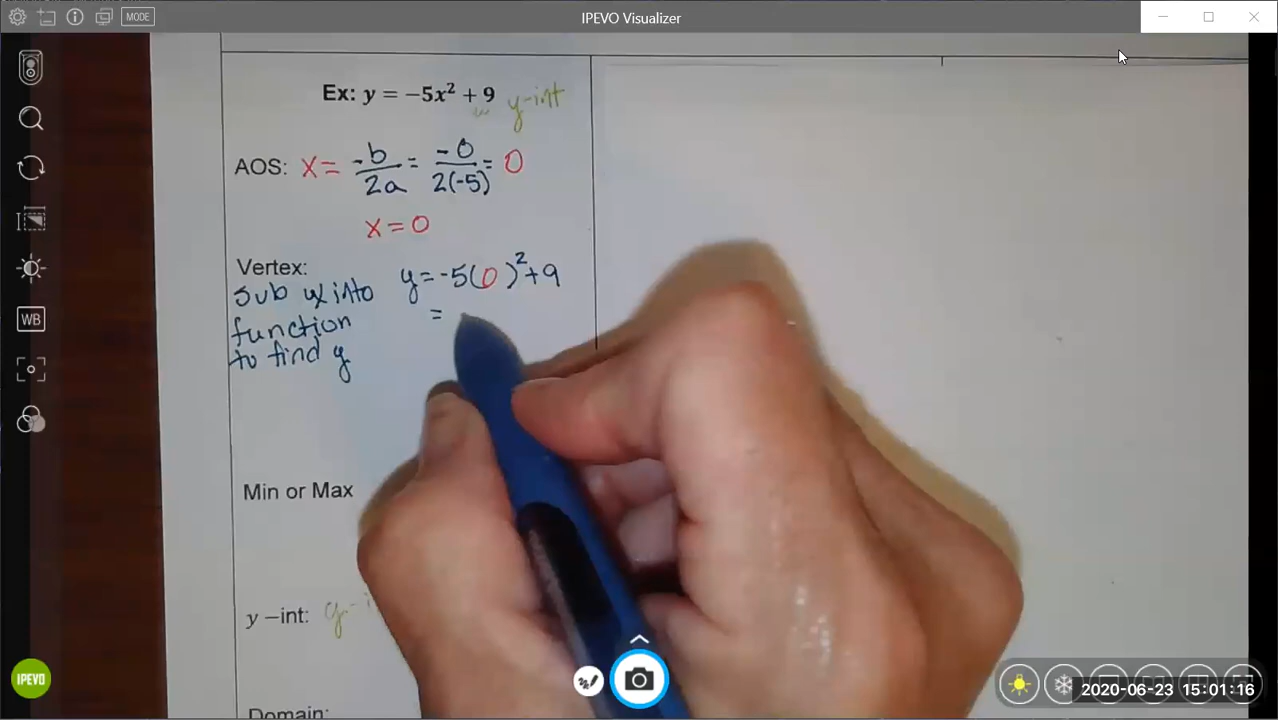 IPEVO Visualizer
MODE
WB
Ex: y = −5x² + 9 y-int
AOS: x = -b/2a = -0/2(-5) = 0
x = 0
Vertex:
sub x into
function
to find y
y = -5(0)² + 9
=
Min or Max
y –int: y-
Domain:
IPEVO
2020-06-23 15:01:16